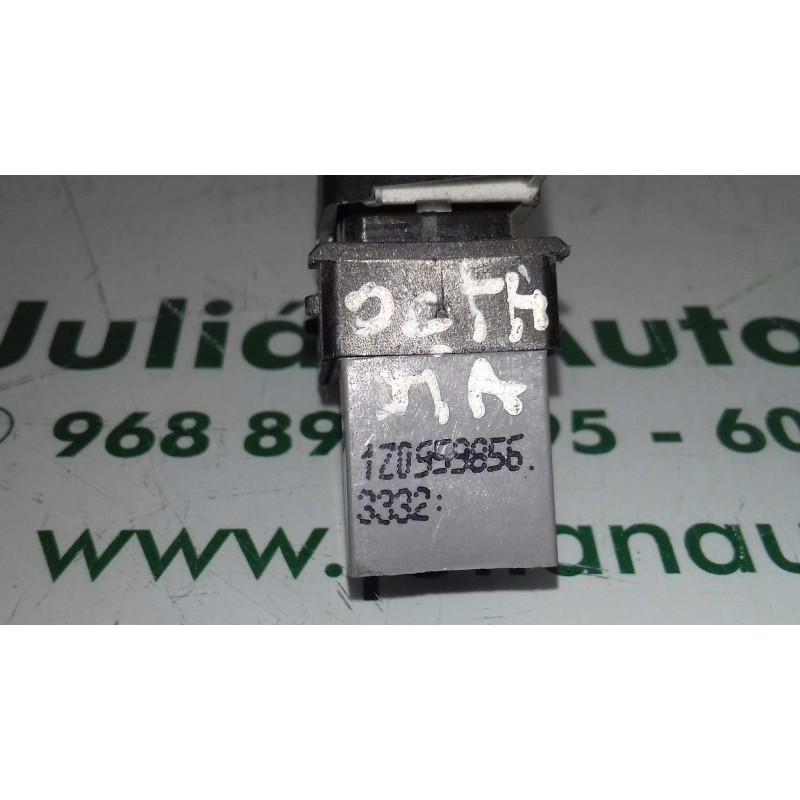 Juliá Auto
968 89 95 - 60
1Z0959856.
3332:
www. anau